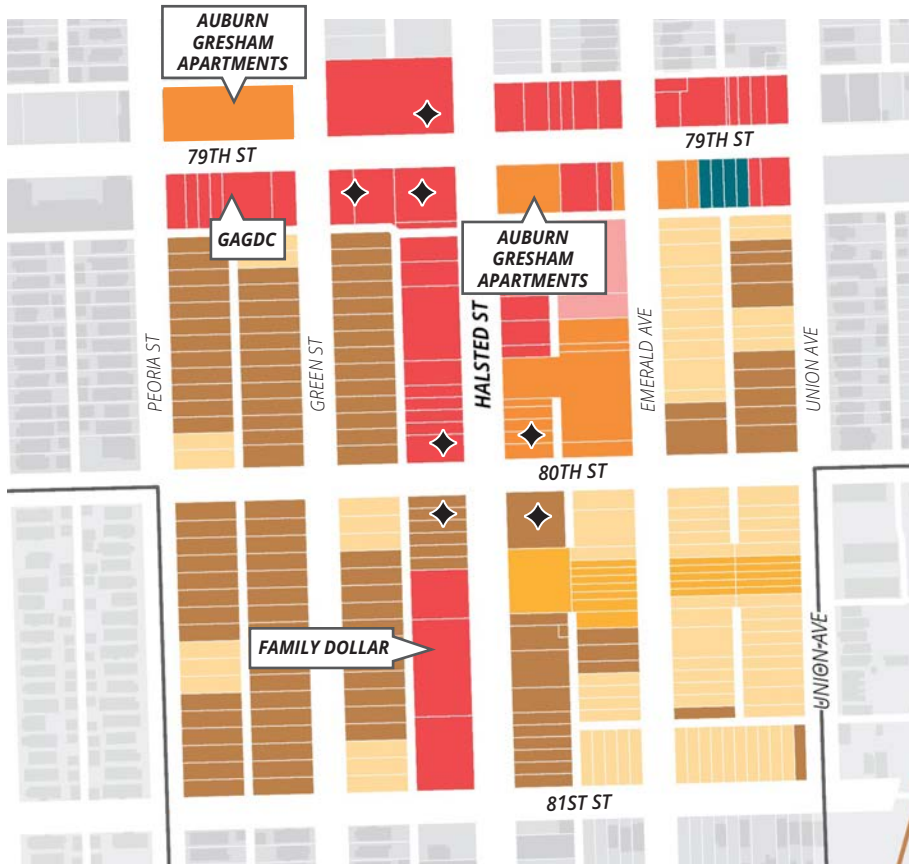 AUBURN
GRESHAM
APARTMENTS
79TH ST
79TH ST
GAGDC
AUBURN
GRESHAM
APARTMENTS
PEORIA ST
GREEN ST
HALSTED ST
EMERALD AVE
UNION AVE
80TH ST
FAMILY DOLLAR
UNION AVE
81ST ST